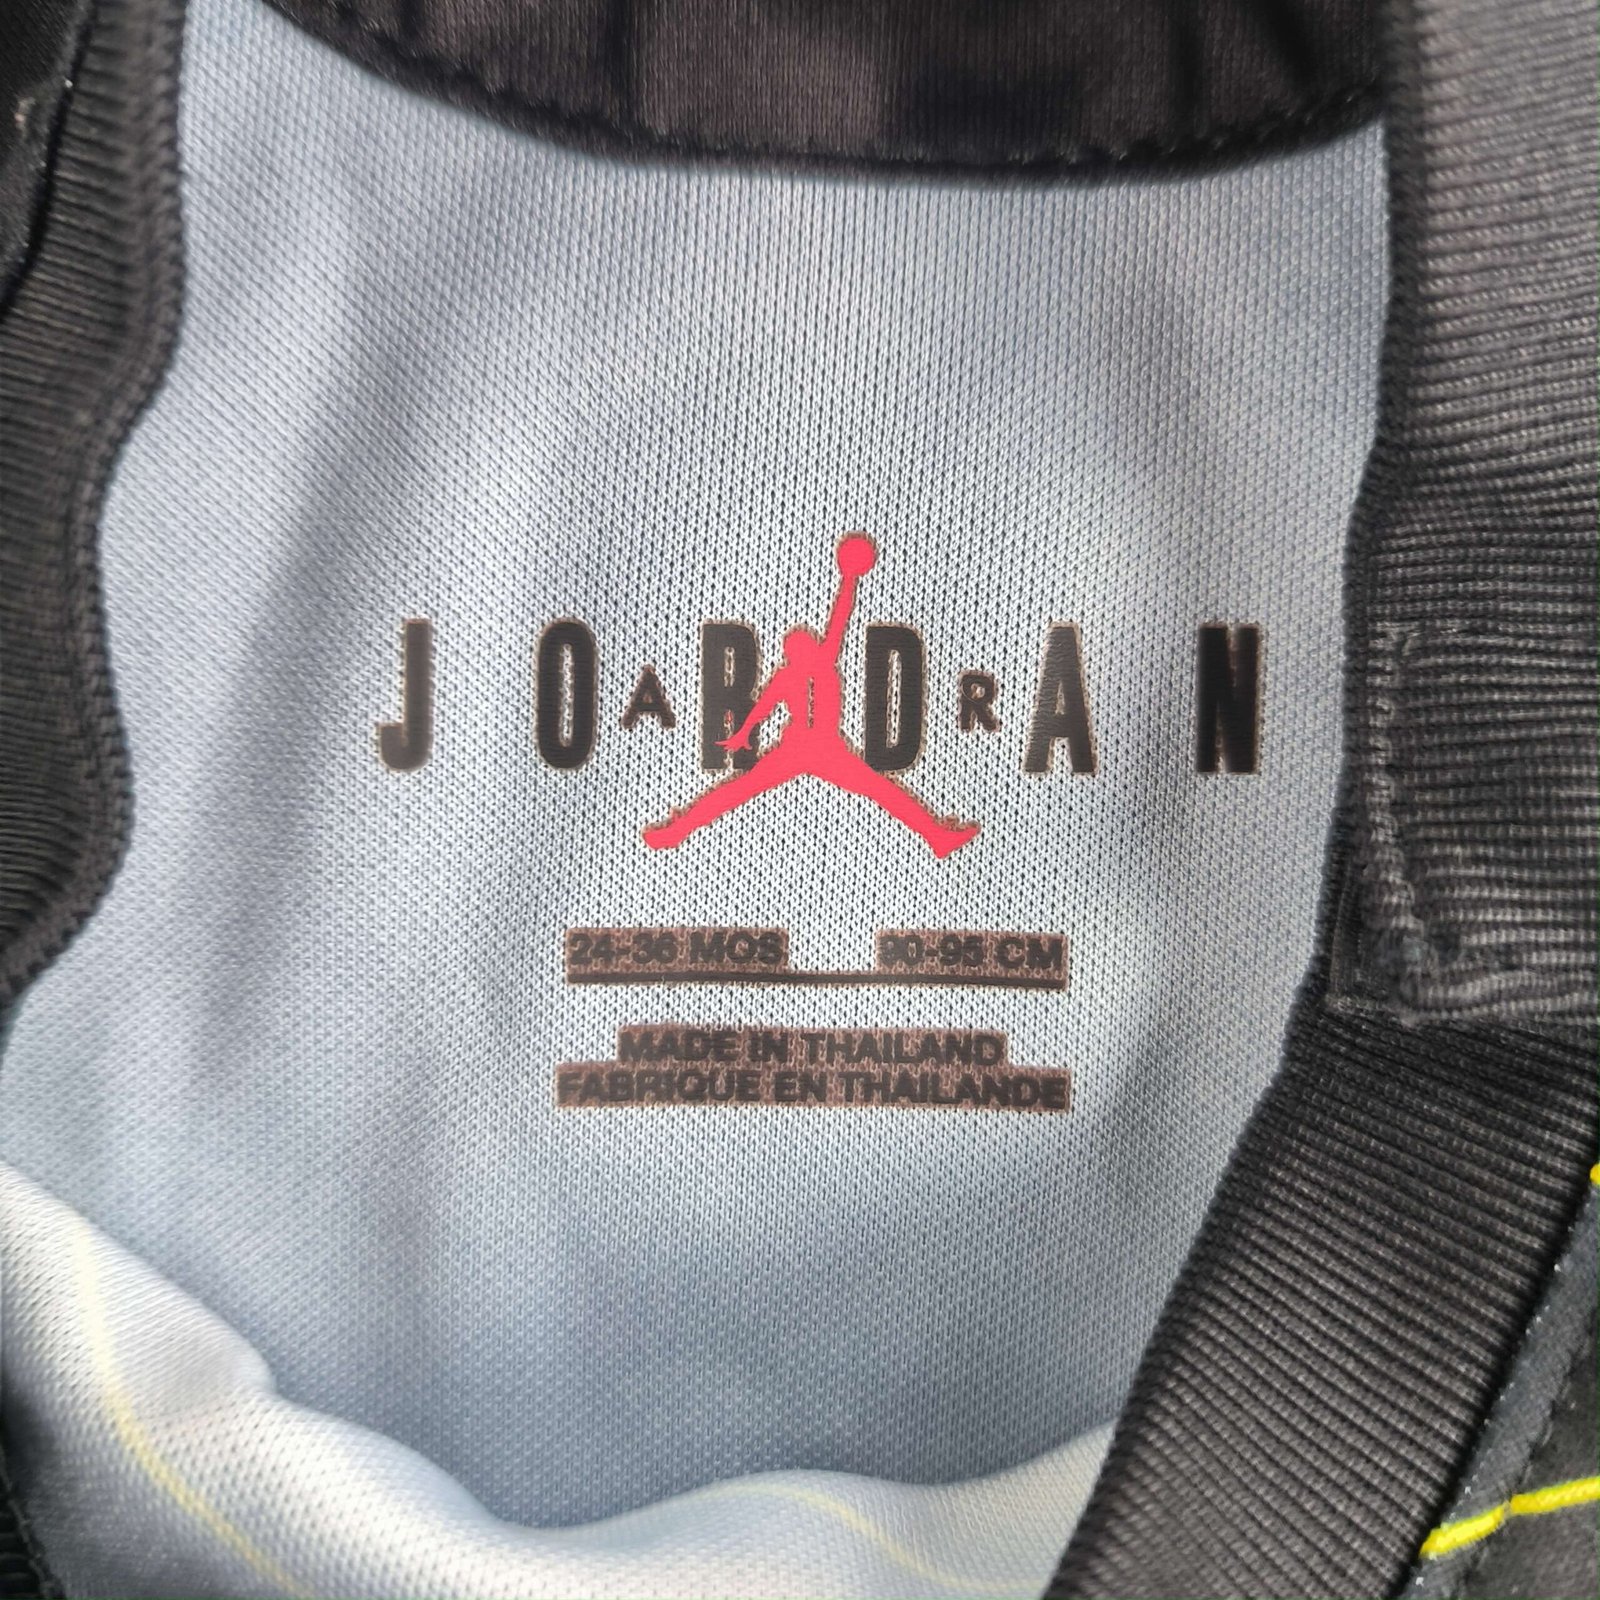 JORDAN
AIR
24-36 MOS 90-95 CM
MADE IN THAILAND
FABRIQUE EN THAILANDE